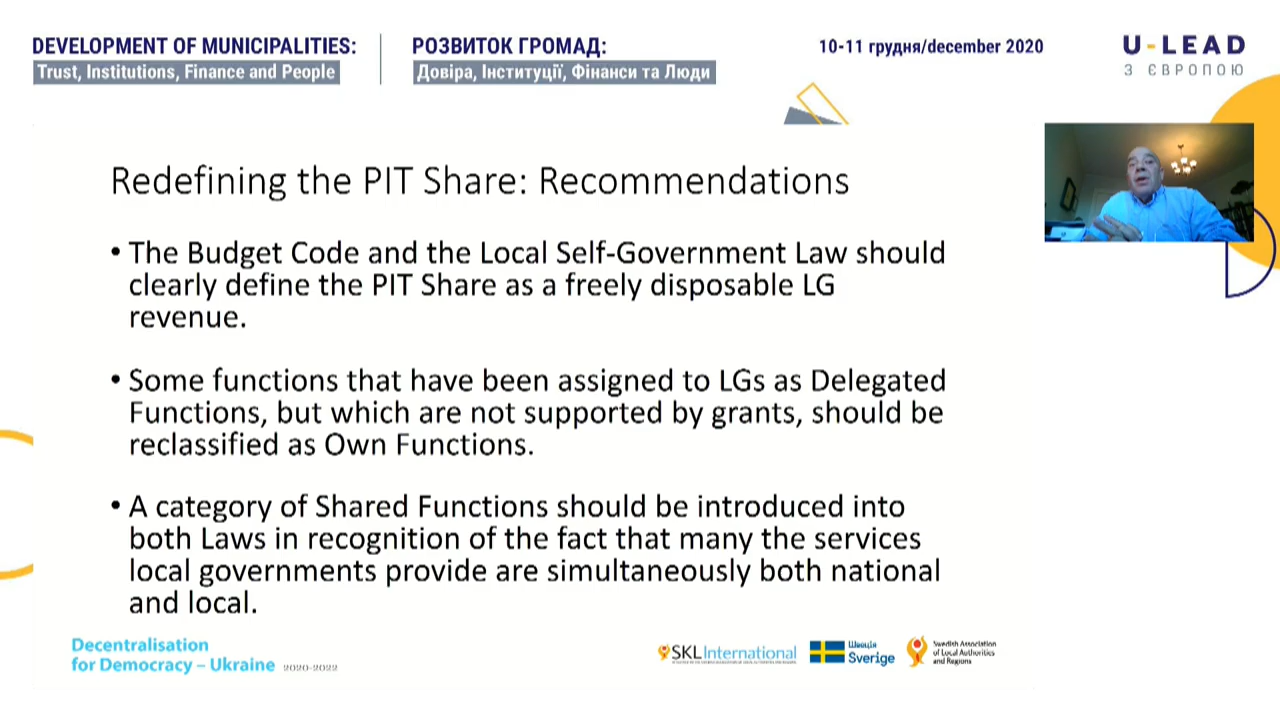 DEVELOPMENT OF MUNICIPALITIES:
Trust, Institutions, Finance and People
РОЗВИТОК ГРОМАД:
Довіра, Інституції, Фінанси та Люди
10-11 грудня/december 2020
U-LEAD
З ЄВРОПОЮ
Redefining the PIT Share: Recommendations
• The Budget Code and the Local Self-Government Law should
clearly define the PIT Share as a freely disposable LG
revenue.
• Some functions that have been assigned to LGs as Delegated
Functions, but which are not supported by grants, should be
reclassified as Own Functions.
• A category of Shared Functions should be introduced into
both Laws in recognition of the fact that many the services
local governments provide are simultaneously both national
and local.
Decentralisation
for Democracy – Ukraine 2020-2022
SKL International
Швеція
Sverige
Swedish Association
of Local Authorities
and Regions